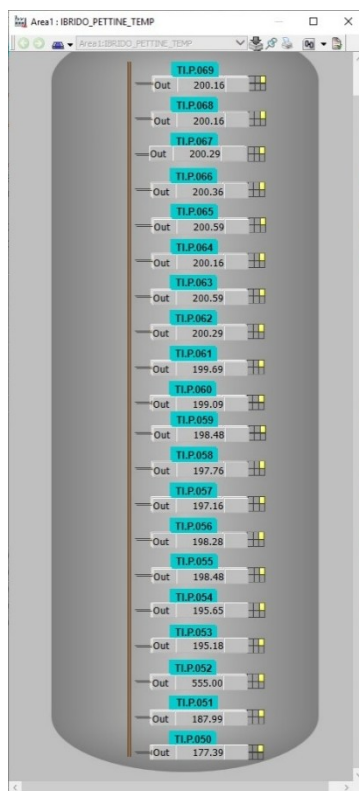 Area1 : IBRIDO_PETTINE_TEMP
Area1:IBRIDO_PETTINE_TEMP
TI.P.069
Out 200.16
TI.P.068
Out 200.16
TI.P.067
Out 200.29
TI.P.066
Out 200.36
TI.P.065
Out 200.59
TI.P.064
Out 200.16
TI.P.063
Out 200.59
TI.P.062
Out 200.29
TI.P.061
Out 199.69
TI.P.060
Out 199.09
TI.P.059
Out 198.48
TI.P.058
Out 197.76
TI.P.057
Out 197.16
TI.P.056
Out 198.28
TI.P.055
Out 198.48
TI.P.054
Out 195.65
TI.P.053
Out 195.18
TI.P.052
Out 555.00
TI.P.051
Out 187.99
TI.P.050
Out 177.39